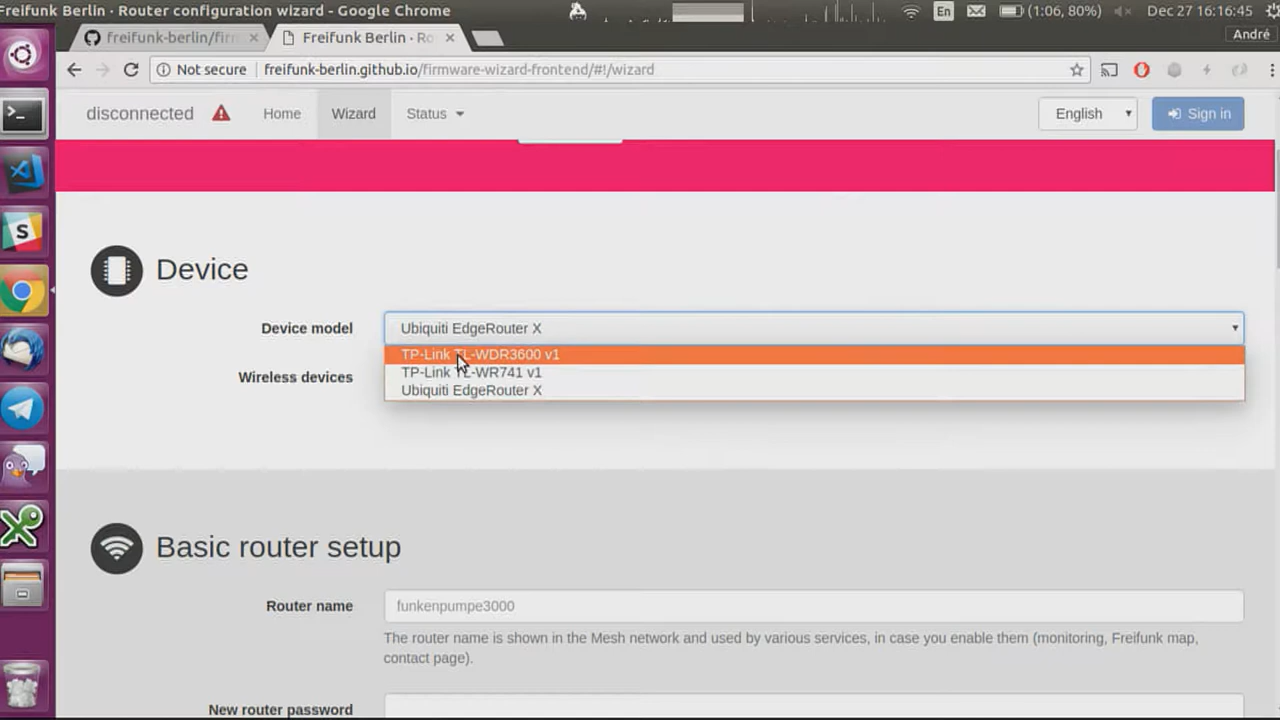 Freifunk Berlin · Router configuration wizard - Google Chrome
En
(1:06, 80%)
Dec 27 16:16:45
freifunk-berlin/firm
Freifunk Berlin · Ro
André
Not secure
freifunk-berlin.github.io/firmware-wizard-frontend/#!/wizard
disconnected
Home
Wizard
Status
English
Sign in
Device
Device model
Ubiquiti EdgeRouter X
TP-Link TL-WDR3600 v1
Wireless devices
TP-Link TL-WR741 v1
Ubiquiti EdgeRouter X
Basic router setup
Router name
funkenpumpe3000
The router name is shown in the Mesh network and used by various services, in case you enable them (monitoring, Freifunk map,
contact page).
New router password